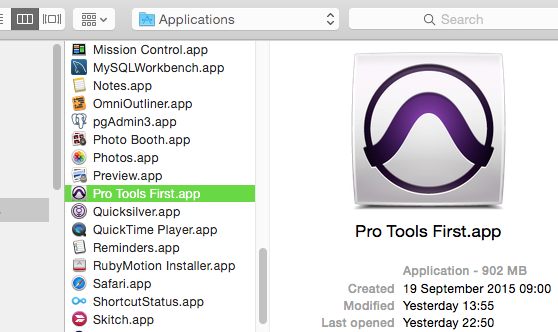 Applications
Search
Mission Control.app
MySQLWorkbench.app
Notes.app
OmniOutliner.app
pgAdmin3.app
Photo Booth.app
Photos.app
Preview.app
Pro Tools First.app
Quicksilver.app
QuickTime Player.app
Reminders.app
RubyMotion Installer.app
Safari.app
ShortcutStatus.app
Skitch.app
Pro Tools First.app
Application - 902 MB
Created 19 September 2015 09:00
Modified Yesterday 13:55
Last opened Yesterday 22:50